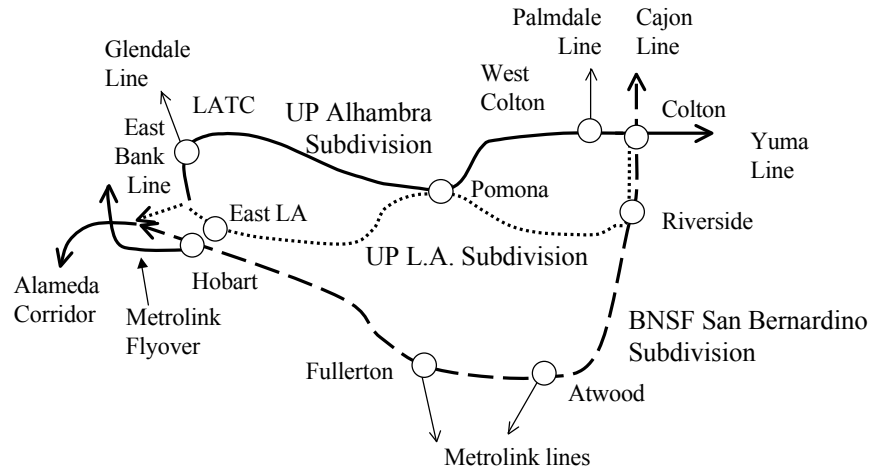 Palmdale
Line
Cajon
Line
Glendale
Line
West
Colton
LATC
UP Alhambra
Subdivision
Colton
East
Bank
Line
Yuma
Line
Pomona
East LA
Riverside
UP L.A. Subdivision
Hobart
Alameda
Corridor
Metrolink
Flyover
BNSF San Bernardino
Subdivision
Fullerton
Atwood
Metrolink lines